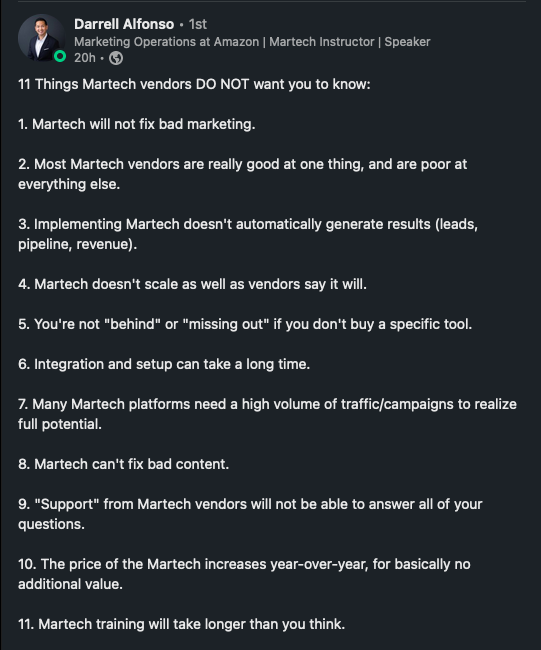 Darrell Alfonso • 1st
Marketing Operations at Amazon | Martech Instructor | Speaker
20h •
11 Things Martech vendors DO NOT want you to know:
1. Martech will not fix bad marketing.
2. Most Martech vendors are really good at one thing, and are poor at
everything else.
3. Implementing Martech doesn't automatically generate results (leads,
pipeline, revenue).
4. Martech doesn't scale as well as vendors say it will.
5. You're not "behind" or "missing out" if you don't buy a specific tool.
6. Integration and setup can take a long time.
7. Many Martech platforms need a high volume of traffic/campaigns to realize
full potential.
8. Martech can't fix bad content.
9. "Support" from Martech vendors will not be able to answer all of your
questions.
10. The price of the Martech increases year-over-year, for basically no
additional value.
11. Martech training will take longer than you think.